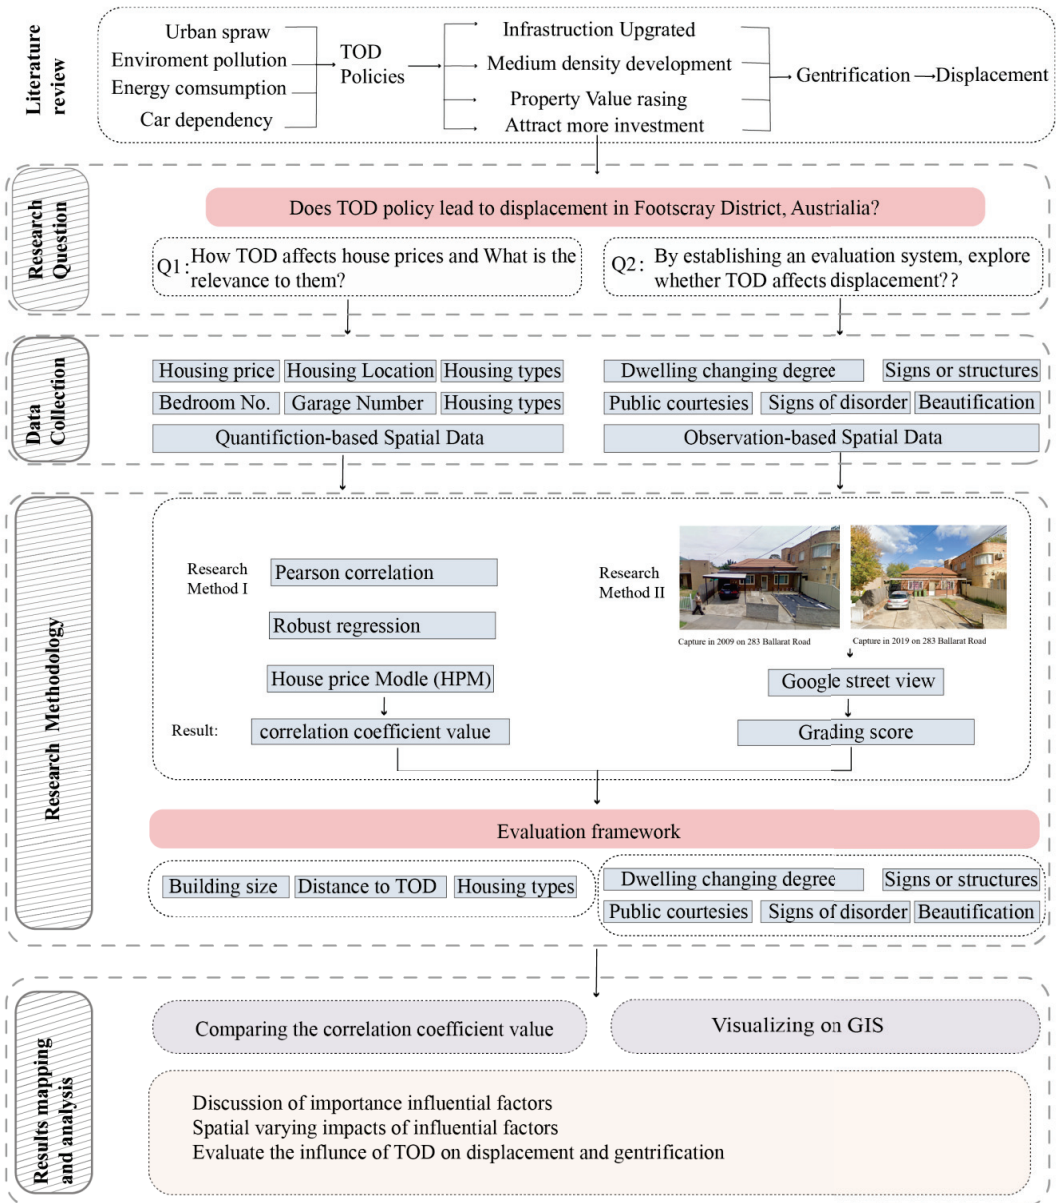 Literature
review
Urban spraw
Enviroment pollution
Energy comsumption
Car dependency
TOD
Policies
Infrastruction Upgrated
Medium density development
Property Value rasing
Attract more investment
Gentrification
Displacement
Research
Question
Does TOD policy lead to displacement in Footscray District, Austrialia?
Q1: How TOD affects house prices and What is the
relevance to them?
Q2: By establishing an evaluation system, explore
whether TOD affects displacement??
Data
Collection
Housing price Housing Location Housing types
Bedroom No. Garage Number Housing types
Quantifiction-based Spatial Data
Dwelling changing degree Signs or structures
Public courtesies Signs of disorder Beautification
Observation-based Spatial Data
Research Methodology
Research
Method I
Pearson correlation
Robust regression
House price Modle (HPM)
Result: correlation coefficient value
Research
Method II
Capture in 2009 on 283 Ballarat Road
Capture in 2019 on 283 Ballarat Road
Google street view
Grading score
Evaluation framework
Building size Distance to TOD Housing types
Dwelling changing degree Signs or structures
Public courtesies Signs of disorder Beautification
Results mapping
and analysis
Comparing the correlation coefficient value
Visualizing on GIS
Discussion of importance influential factors
Spatial varying impacts of influential factors
Evaluate the influnce of TOD on displacement and gentrification